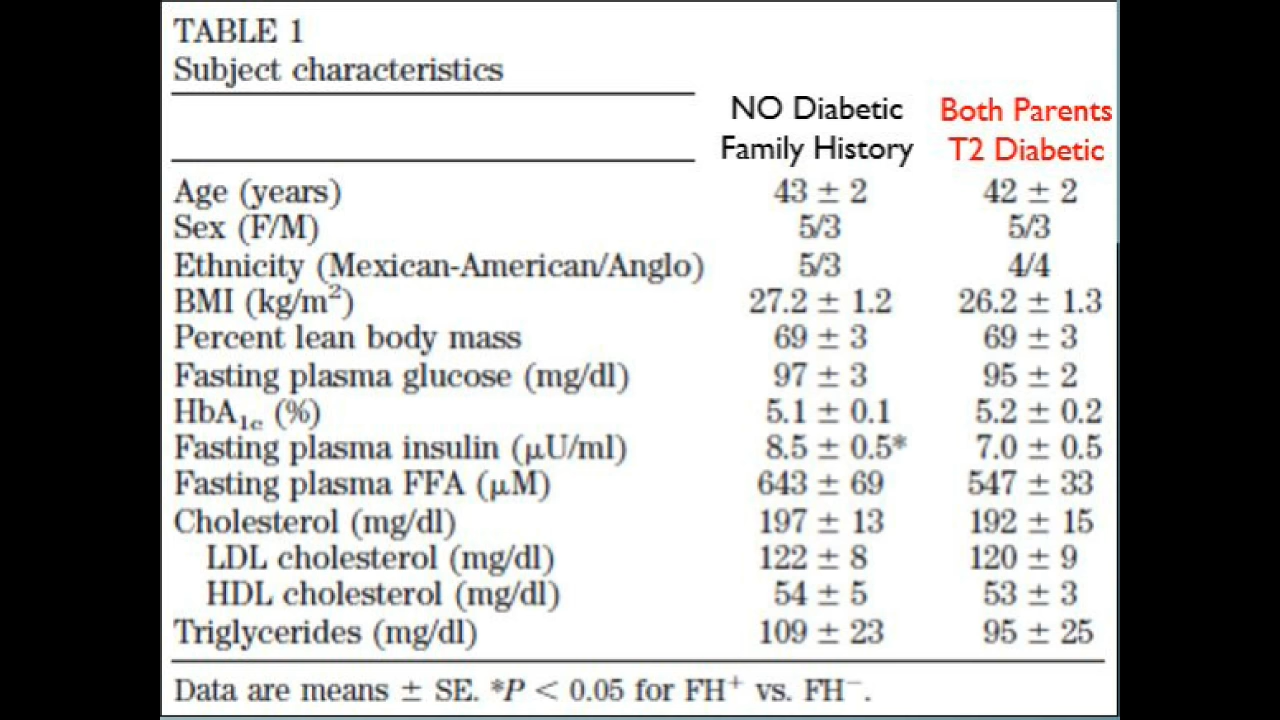 TABLE 1
Subject characteristics
NO Diabetic Both Parents
Family History T2 Diabetic
Age (years) 43 ± 2 42 ± 2
Sex (F/M) 5/3 5/3
Ethnicity (Mexican-American/Anglo) 5/3 4/4
BMI (kg/m²) 27.2 ± 1.2 26.2 ± 1.3
Percent lean body mass 69 ± 3 69 ± 3
Fasting plasma glucose (mg/dl) 97 ± 3 95 ± 2
HbA1c (%) 5.1 ± 0.1 5.2 ± 0.2
Fasting plasma insulin (μU/ml) 8.5 ± 0.5* 7.0 ± 0.5
Fasting plasma FFA (μM) 643 ± 69 547 ± 33
Cholesterol (mg/dl) 197 ± 13 192 ± 15
LDL cholesterol (mg/dl) 122 ± 8 120 ± 9
HDL cholesterol (mg/dl) 54 ± 5 53 ± 3
Triglycerides (mg/dl) 109 ± 23 95 ± 25
Data are means ± SE. *P < 0.05 for FH⁺ vs. FH⁻.